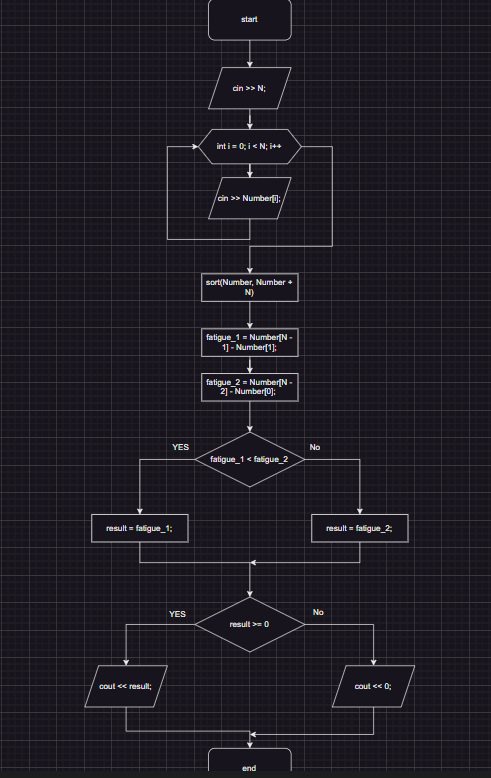 start
cin >> N;
int i = 0; i < N; i++
cin >> Number[i];
sort(Number, Number +
N)
fatigue_1 = Number[N -
1] - Number[1];
fatigue_2 = Number[N -
2] - Number[0];
YES
No
fatigue_1 < fatigue_2
result = fatigue_1;
result = fatigue_2;
YES
No
result >= 0
cout << result;
cout << 0;
end